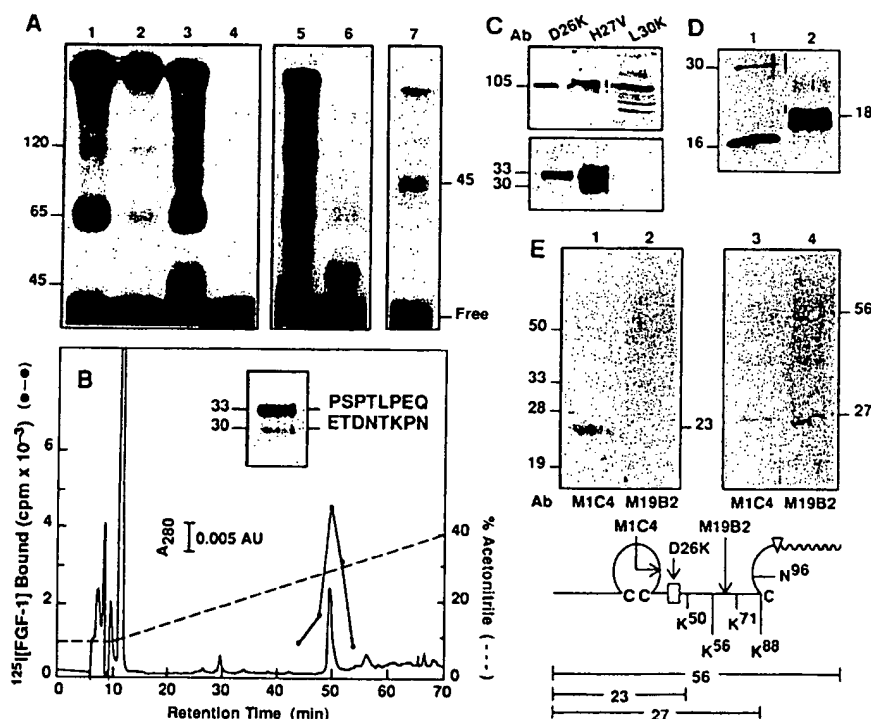 A
1 2 3 4 5 6 7
120
65
45
45
Free
C
Ab D26K H27V L30K
105
33
30
D
1 2
30
16
18
B
33 PSPTLPEQ
30 ETDNTKPN
¹²⁵I[FGF-1] Bound (cpm x 10⁻³) (●–●)
6
4
2
0
A280 0.005 AU
40
30
20
10
0
% Acetonitrile (---)
0 10 20 30 40 50 60 70
Retention Time (min)
E
1 2 3 4
50
33
28
19
23
56
27
Ab M1C4 M19B2 M1C4 M19B2
M1C4 M19B2
D26K
C C C
N⁹⁶
K⁵⁰ K⁷¹
K⁵⁶ K⁸⁸
56
23
27